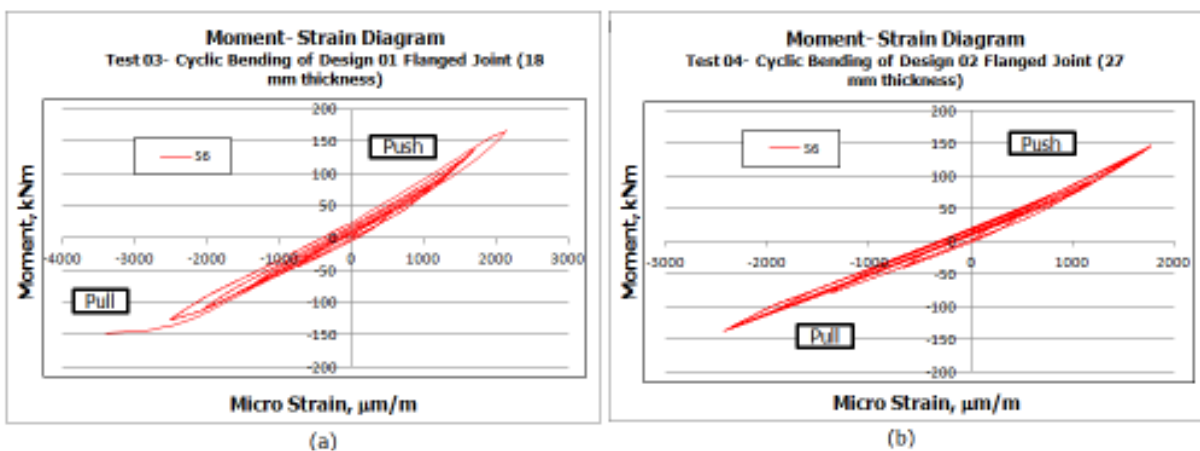 Moment- Strain Diagram
Test 03- Cyclic Bending of Design 01 Flanged Joint (18
mm thickness)
200
150
100
50
0
-50
-100
-150
-200
-4000 -3000 -2000 -1000 0 1000 2000 3000
S6
Push
Pull
Moment, kNm
Micro Strain, µm/m
(a)
Moment- Strain Diagram
Test 04- Cyclic Bending of Design 02 Flanged Joint (27
mm thickness)
200
150
100
50
0
-50
-100
-150
-200
-3000 -2000 -1000 0 1000 2000
S6
Push
Pull
Moment, kNm
Micro Strain, µm/m
(b)